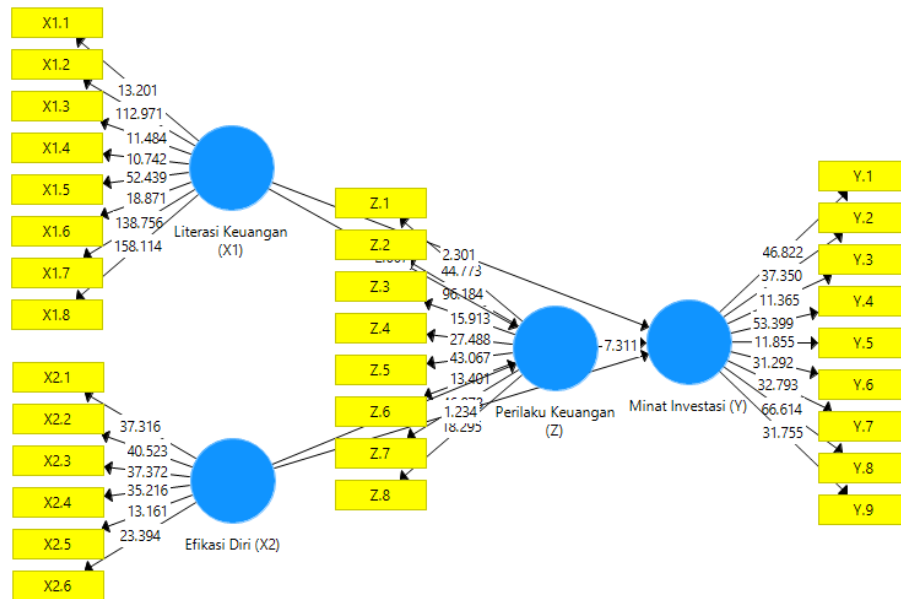 X1.1
X1.2
X1.3
X1.4
X1.5
X1.6
X1.7
X1.8
13.201
112.971
11.484
10.742
52.439
18.871
138.756
158.114
Literasi Keuangan
(X1)
X2.1
X2.2
X2.3
X2.4
X2.5
X2.6
37.316
40.523
37.372
35.216
13.161
23.394
Efikasi Diri (X2)
Z.1
Z.2
Z.3
Z.4
Z.5
Z.6
Z.7
Z.8
2.301
44.773
96.184
15.913
27.488
43.067
13.401
1.234
18.295
Perilaku Keuangan
(Z)
7.311
Minat Investasi (Y)
Y.1
Y.2
Y.3
Y.4
Y.5
Y.6
Y.7
Y.8
Y.9
46.822
37.350
11.365
53.399
11.855
31.292
32.793
66.614
31.755